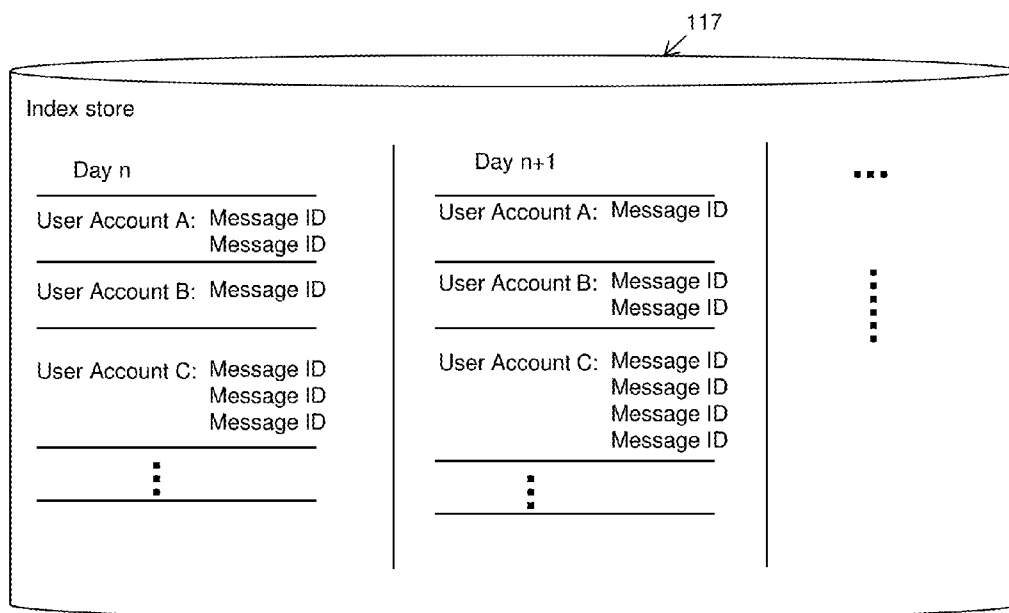 117
Index store
Day n
User Account A: Message ID
Message ID
User Account B: Message ID
User Account C: Message ID
Message ID
Message ID
Day n+1
User Account A: Message ID
User Account B: Message ID
Message ID
User Account C: Message ID
Message ID
Message ID
Message ID